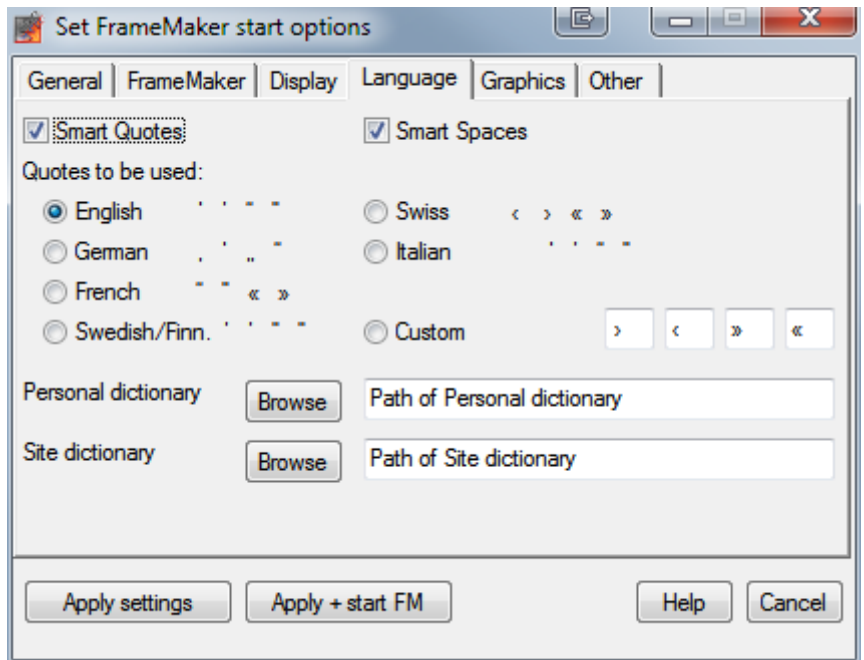 Set FrameMaker start options
General FrameMaker Display Language Graphics Other
Smart Quotes Smart Spaces
Quotes to be used:
English ' ' " " Swiss ‹ › « »
German ‚ ' „ " Italian ' ' " "
French " " « »
Swedish/Finn. ' ' " " Custom › ‹ » «
Personal dictionary Browse Path of Personal dictionary
Site dictionary Browse Path of Site dictionary
Apply settings Apply + start FM Help Cancel